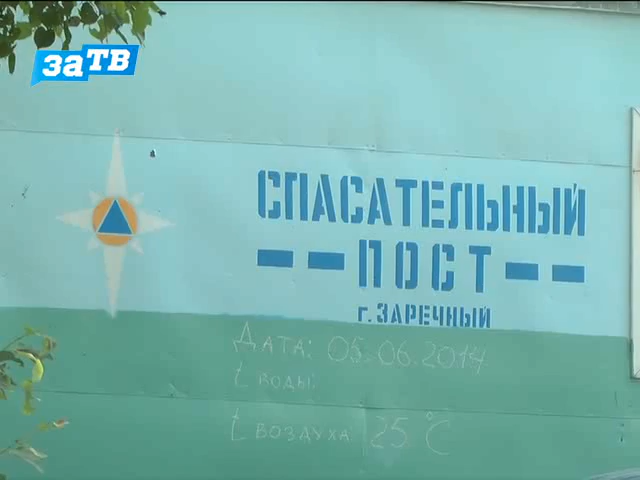 заТВ
СПАСАТЕЛЬНЫЙ
ПОСТ
г. ЗАРЕЧНЫЙ
ДАТА: 05.06.2014
t ВОДЫ:
t ВОЗДУХА: 25°C